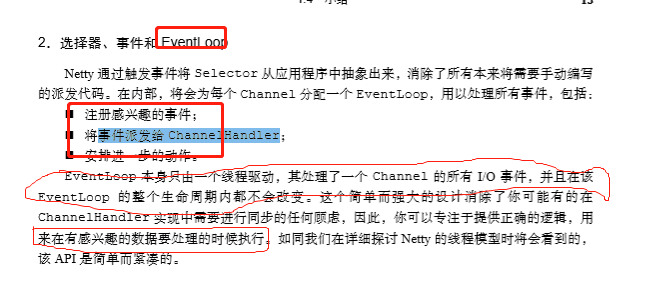 2．选择器、事件和 EventLoop
Netty 通过触发事件将 Selector 从应用程序中抽象出来，消除了所有本来将需要手动编写
的派发代码。在内部，将会为每个 Channel 分配一个 EventLoop，用以处理所有事件，包括：
■ 注册感兴趣的事件；
■ 将事件派发给 ChannelHandler；
■ 安排进一步的动作。
EventLoop 本身只由一个线程驱动，其处理了一个 Channel 的所有 I/O 事件，并且在该
EventLoop 的整个生命周期内都不会改变。这个简单而强大的设计消除了你可能有的在
ChannelHandler 实现中需要进行同步的任何顾虑，因此，你可以专注于提供正确的逻辑，用
来在有感兴趣的数据要处理的时候执行。如同我们在详细探讨 Netty 的线程模型时将会看到的，
该 API 是简单而紧凑的。